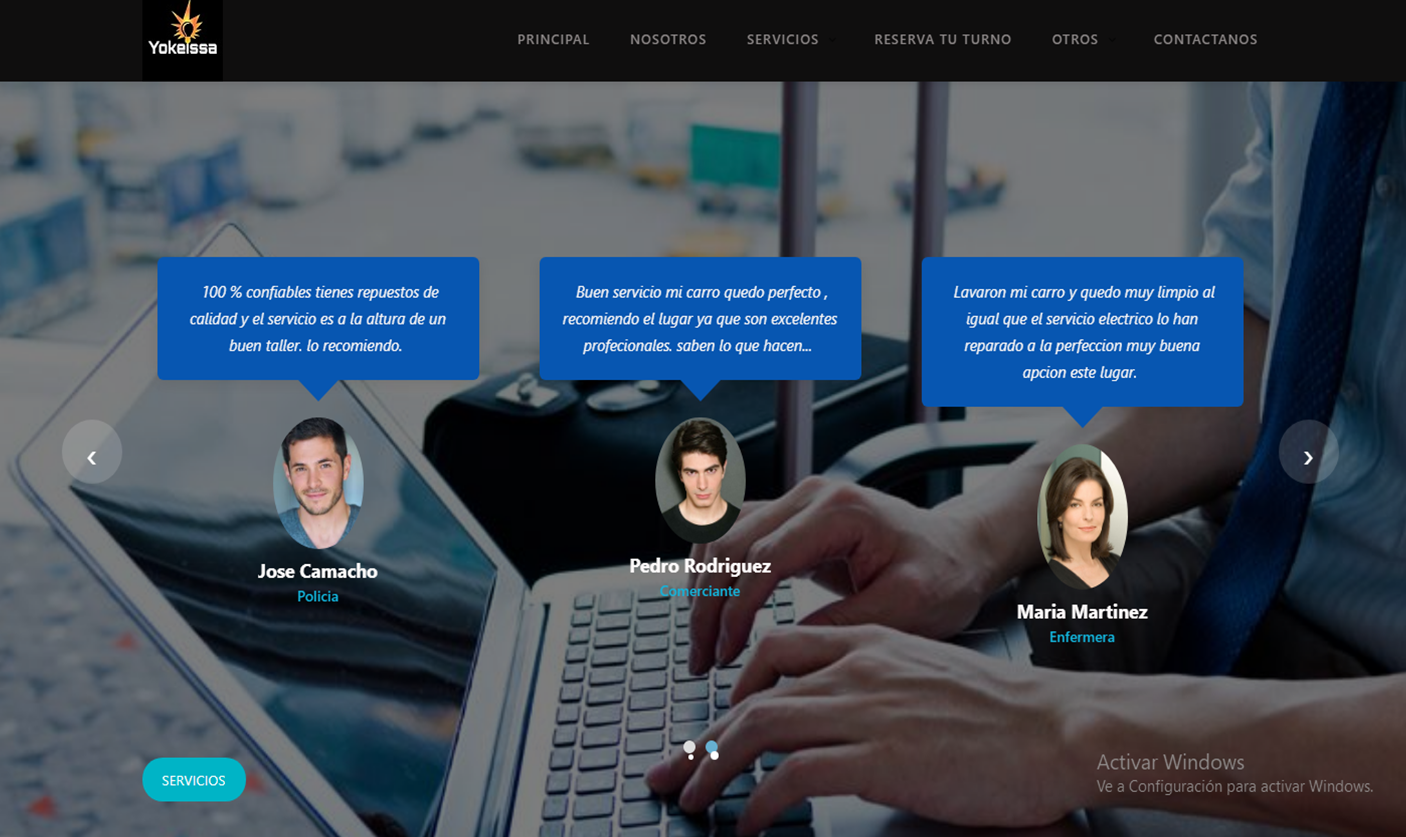 Yokeissa
PRINCIPAL NOSOTROS SERVICIOS RESERVA TU TURNO OTROS CONTACTANOS
100 % confiables tienes repuestos de
calidad y el servicio es a la altura de un
buen taller. lo recomiendo.
Jose Camacho
Policia
Buen servicio mi carro quedo perfecto ,
recomiendo el lugar ya que son excelentes
profecionales. saben lo que hacen...
Pedro Rodriguez
Comerciante
Lavaron mi carro y quedo muy limpio al
igual que el servicio electrico lo han
reparado a la perfeccion muy buena
apcion este lugar.
Maria Martinez
Enfermera
‹
›
SERVICIOS
Activar Windows
Ve a Configuración para activar Windows.